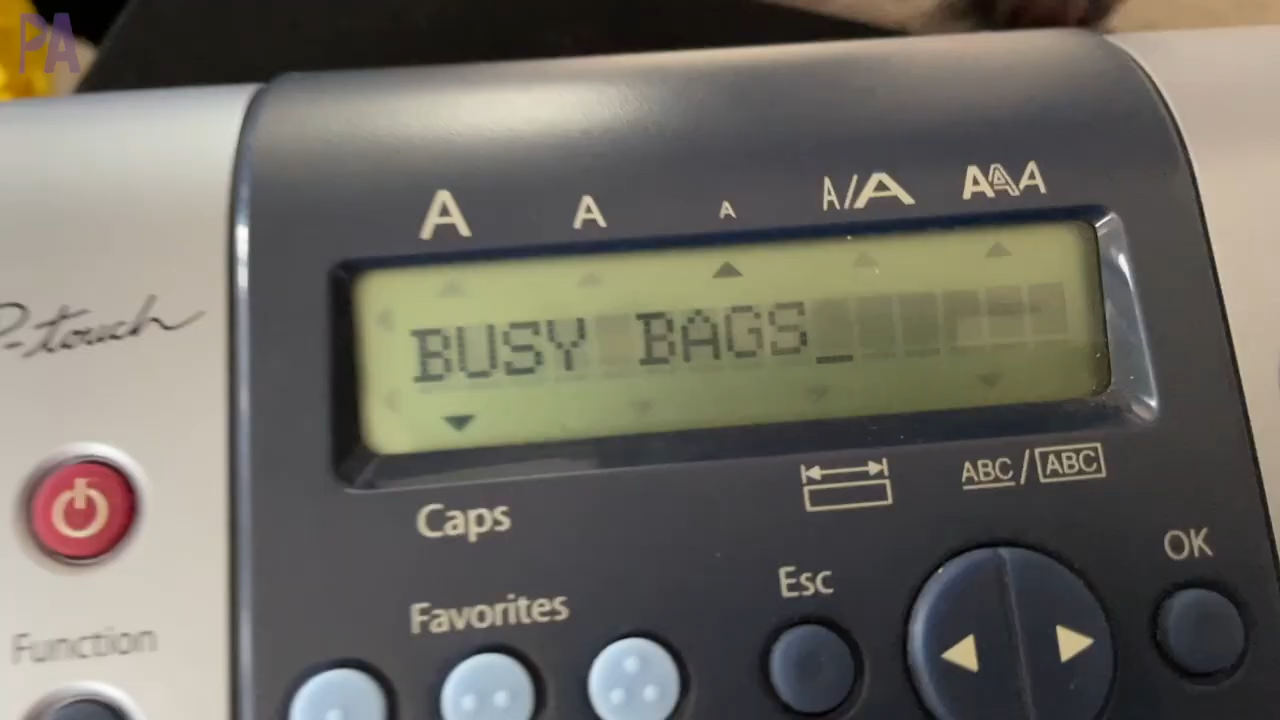 PA
A A A A/A AAA
P-touch
BUSY BAGS_
Caps
ABC/ABC
OK
Esc
Favorites
Function